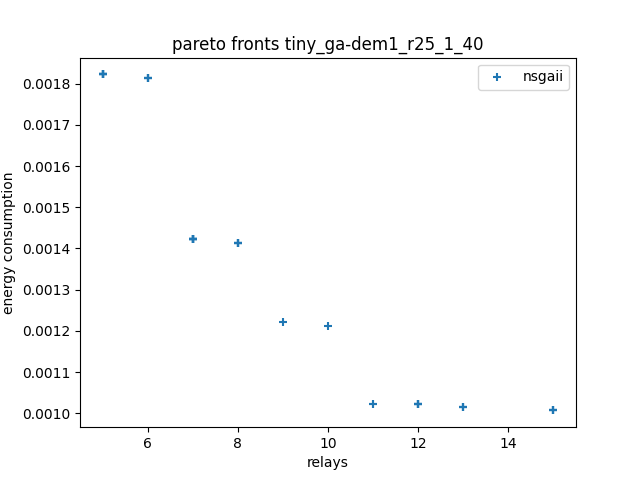 pareto fronts tiny_ga-dem1_r25_1_40
nsgaii
0.0018
0.0017
0.0016
0.0015
0.0014
0.0013
0.0012
0.0011
0.0010
energy consumption
6 8 10 12 14
relays